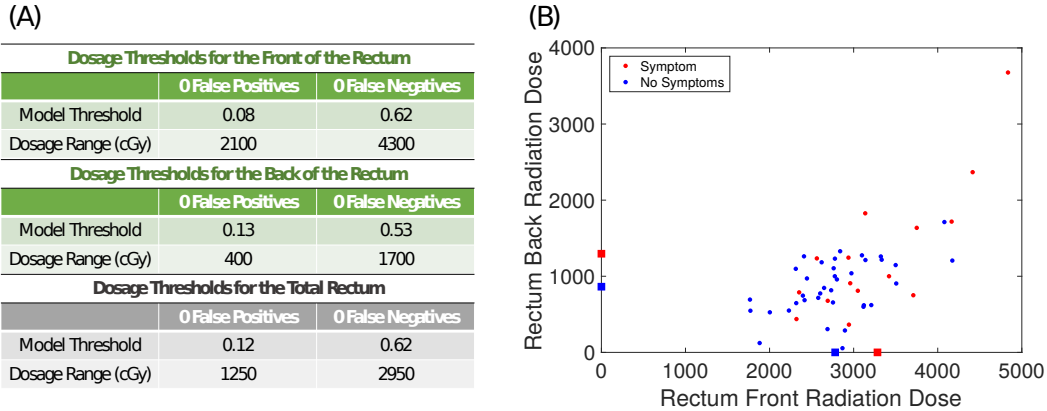 (A)
Dosage Thresholds for the Front of the Rectum
0 False Positives 0 False Negatives
Model Threshold 0.08 0.62
Dosage Range (cGy) 2100 4300
Dosage Thresholds for the Back of the Rectum
0 False Positives 0 False Negatives
Model Threshold 0.13 0.53
Dosage Range (cGy) 400 1700
Dosage Thresholds for the Total Rectum
0 False Positives 0 False Negatives
Model Threshold 0.12 0.62
Dosage Range (cGy) 1250 2950
(B)
Rectum Back Radiation Dose
4000
3000
2000
1000
0
Symptom
No Symptoms
0 1000 2000 3000 4000 5000
Rectum Front Radiation Dose